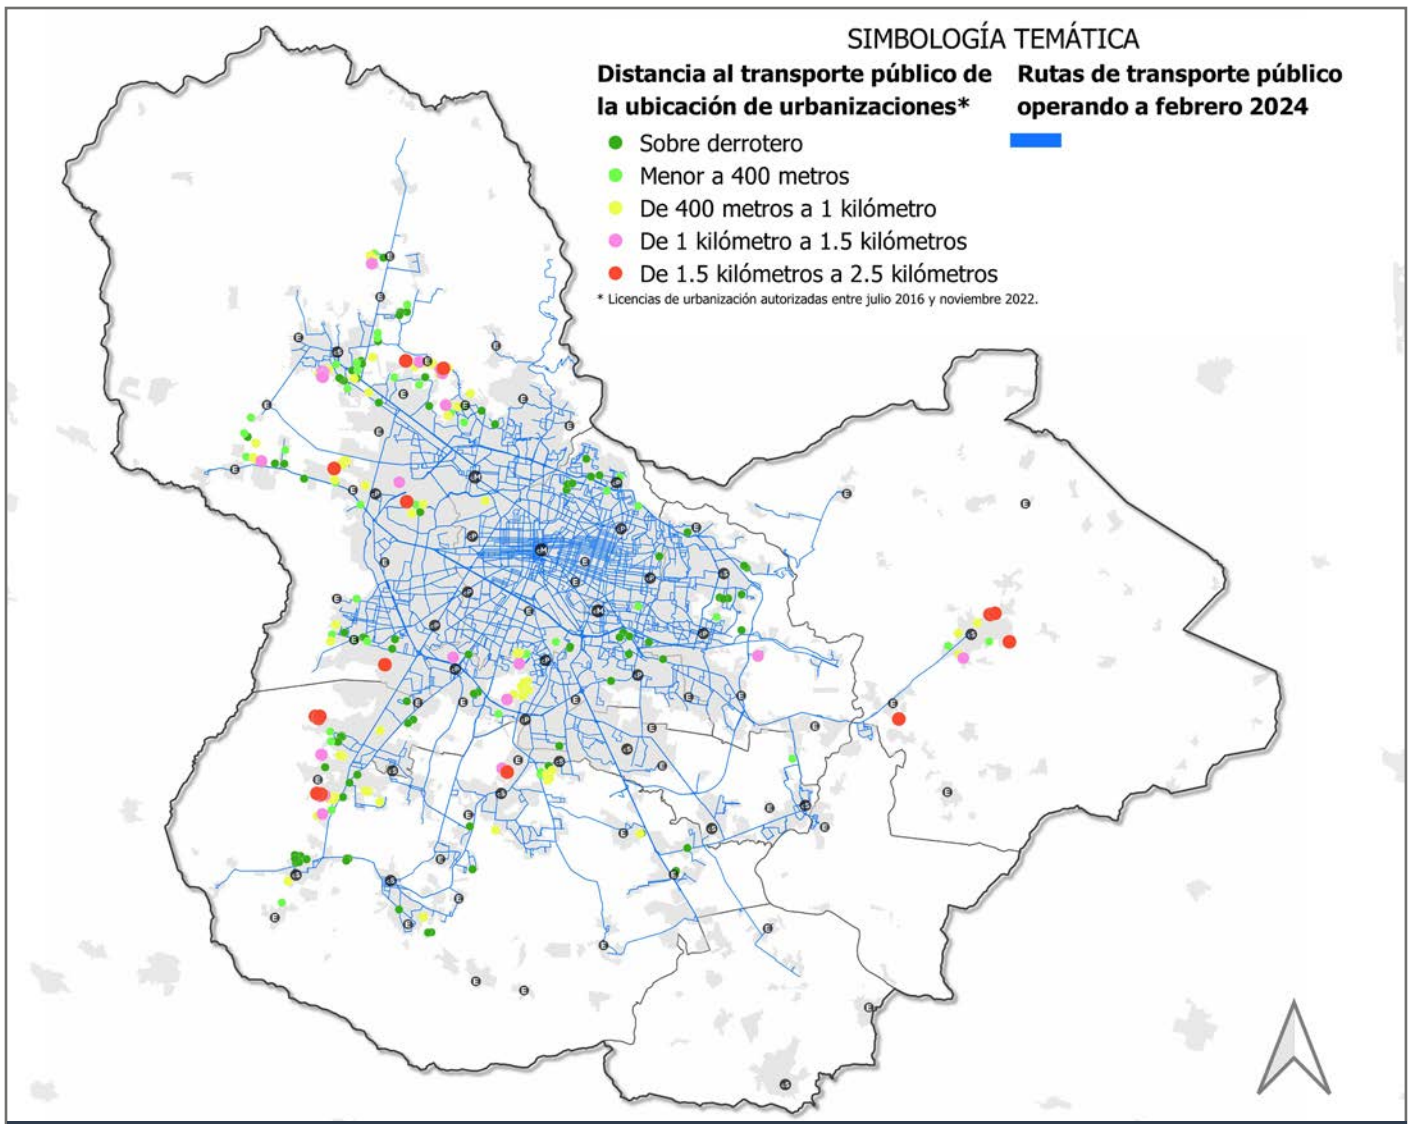 SIMBOLOGÍA TEMÁTICA
Distancia al transporte público de
la ubicación de urbanizaciones*
Rutas de transporte público
operando a febrero 2024
Sobre derrotero
Menor a 400 metros
De 400 metros a 1 kilómetro
De 1 kilómetro a 1.5 kilómetros
De 1.5 kilómetros a 2.5 kilómetros
* Licencias de urbanización autorizadas entre julio 2016 y noviembre 2022.